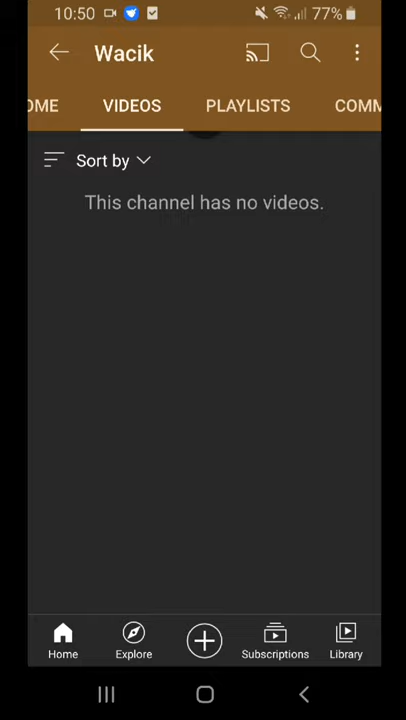 10:50 77%
Wacik
OME VIDEOS PLAYLISTS COMM
Sort by
This channel has no videos.
Home Explore Subscriptions Library